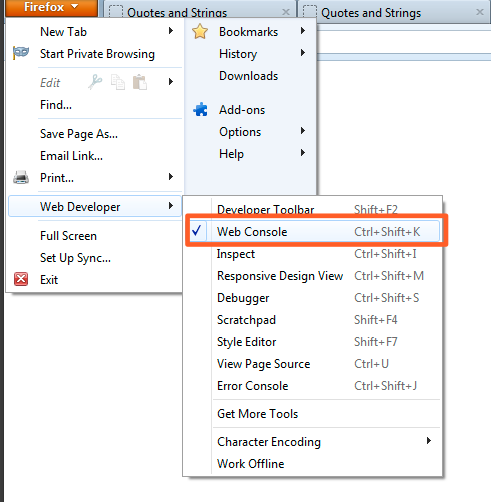 Firefox
Quotes and Strings
Quotes and Strings
New Tab
Start Private Browsing
Edit
Find...
Save Page As...
Email Link...
Print...
Web Developer
Full Screen
Set Up Sync...
Exit
Bookmarks
History
Downloads
Add-ons
Options
Help
Developer Toolbar Shift+F2
Web Console Ctrl+Shift+K
Inspect Ctrl+Shift+I
Responsive Design View Ctrl+Shift+M
Debugger Ctrl+Shift+S
Scratchpad Shift+F4
Style Editor Shift+F7
View Page Source Ctrl+U
Error Console Ctrl+Shift+J
Get More Tools
Character Encoding
Work Offline